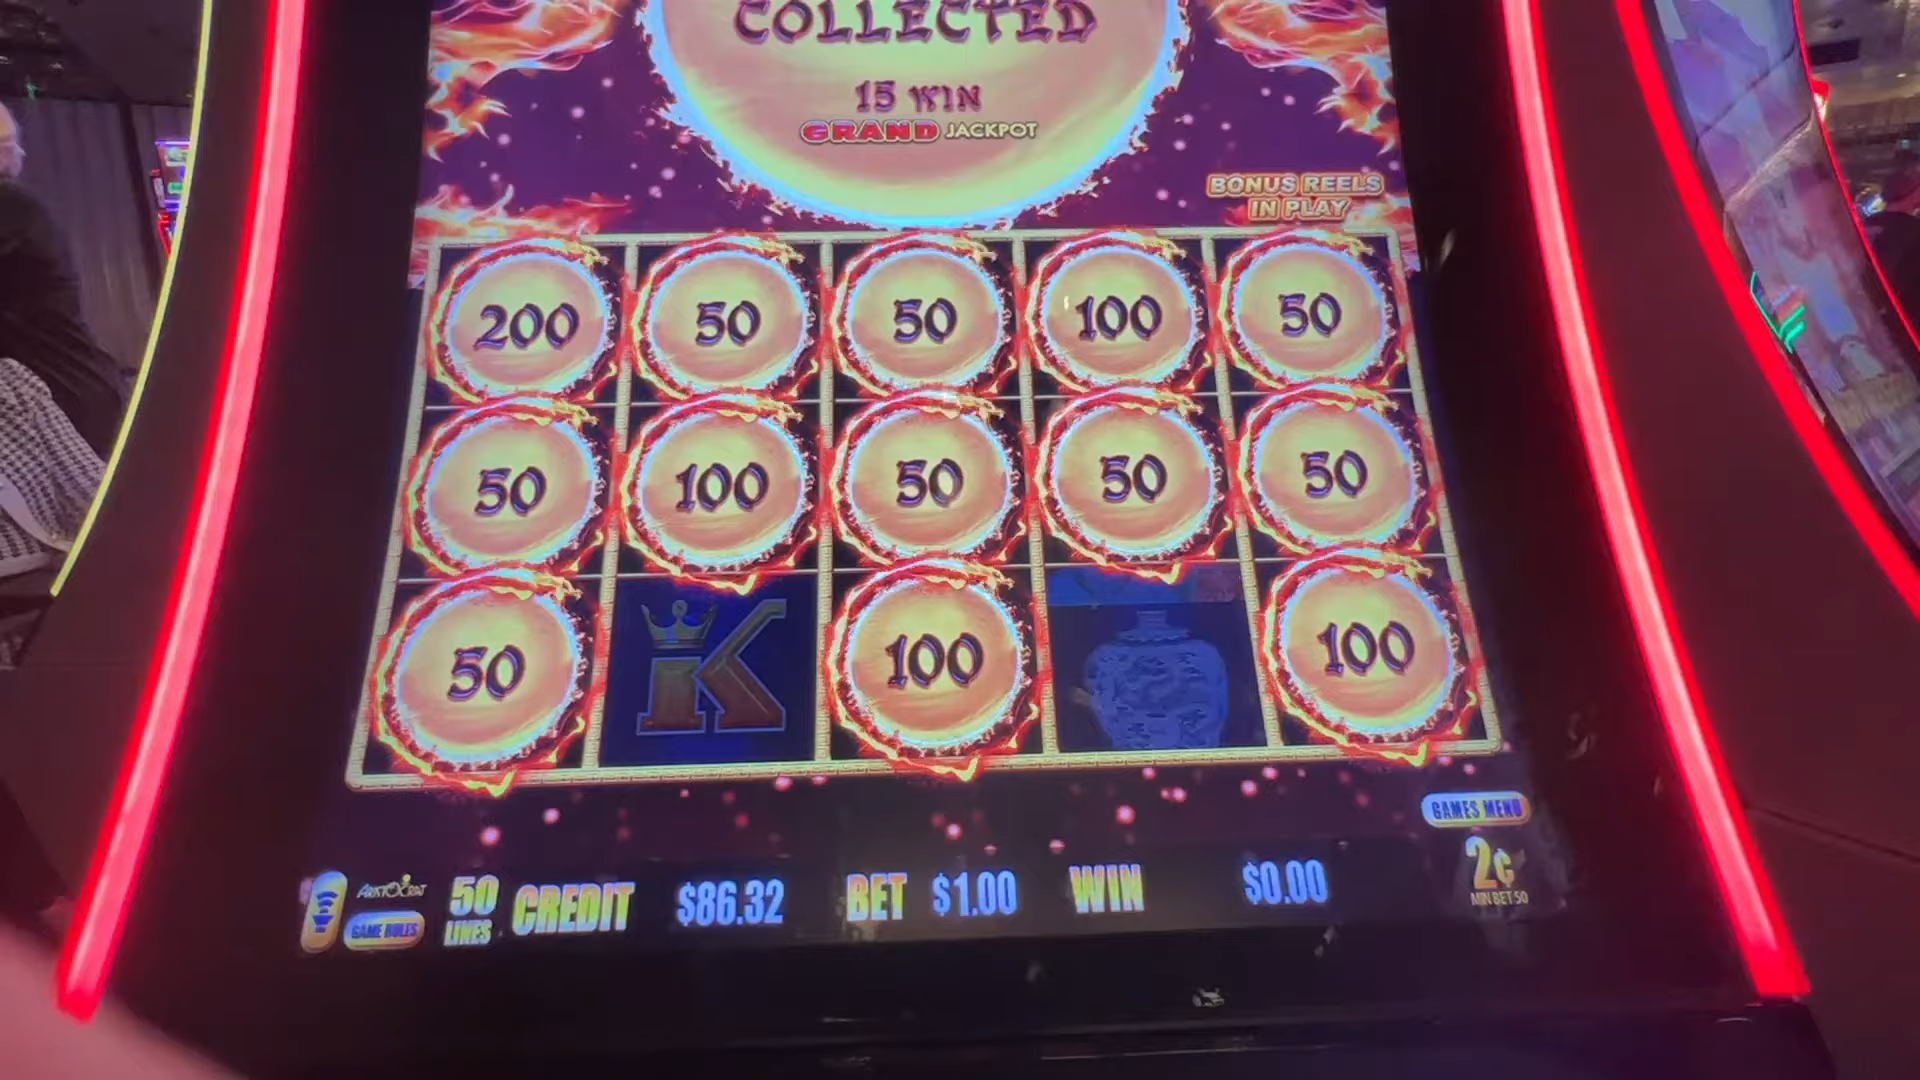 COLLECTED
15 WIN
GRAND JACKPOT
BONUS REELS
IN PLAY
200 50 50 100 50
50 100 50 50 50
50 K 100 100
GAMES MENU
ARISTOCRAT
GAME RULES
50
LINES
CREDIT $86.32 BET $1.00 WIN $0.00
2¢
MIN BET 50